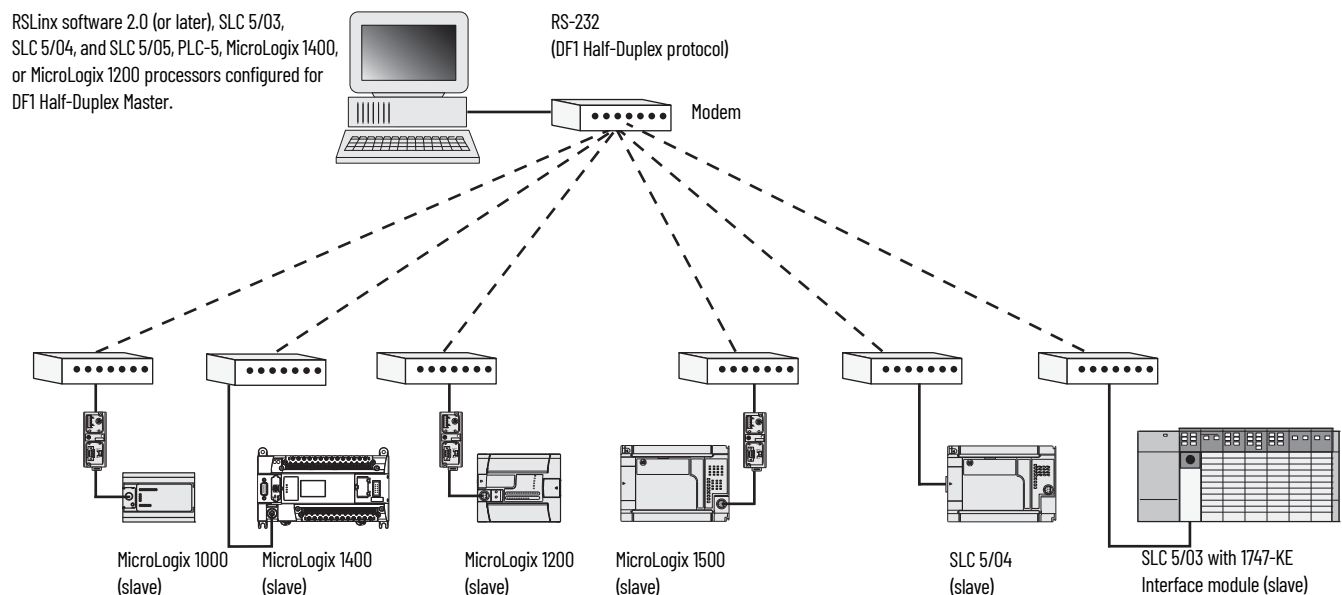 RSLinx software 2.0 (or later), SLC 5/03,
SLC 5/04, and SLC 5/05, PLC-5, MicroLogix 1400,
or MicroLogix 1200 processors configured for
DF1 Half-Duplex Master.
RS-232
(DF1 Half-Duplex protocol)
Modem
MicroLogix 1000
(slave)
MicroLogix 1400
(slave)
MicroLogix 1200
(slave)
MicroLogix 1500
(slave)
SLC 5/04
(slave)
SLC 5/03 with 1747-KE
Interface module (slave)